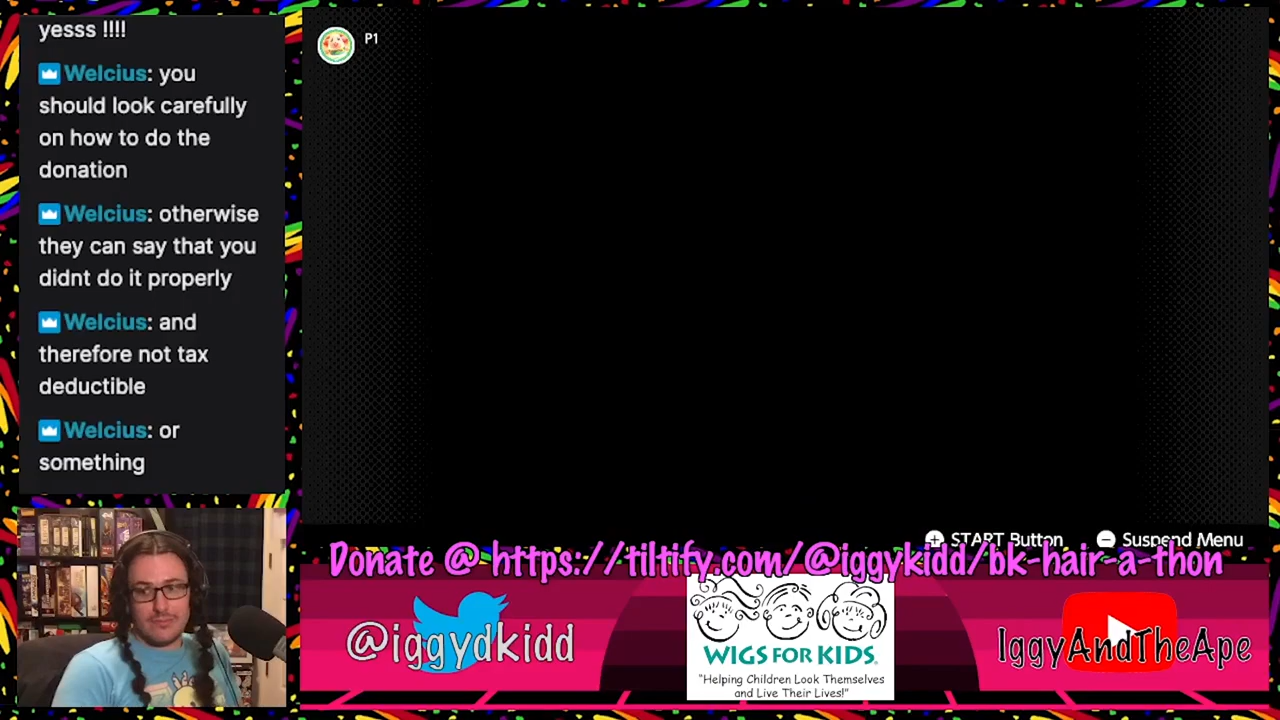 yesss !!!!
Welcius: you
should look carefully
on how to do the
donation
Welcius: otherwise
they can say that you
didnt do it properly
Welcius: and
therefore not tax
deductible
Welcius: or
something
P1
START Button
Suspend Menu
Donate @ https://tiltify.com/@iggykidd/bk-hair-a-thon
@iggydkidd
WIGS FOR KIDS®
"Helping Children Look Themselves
and Live Their Lives!"
IggyAndTheApe